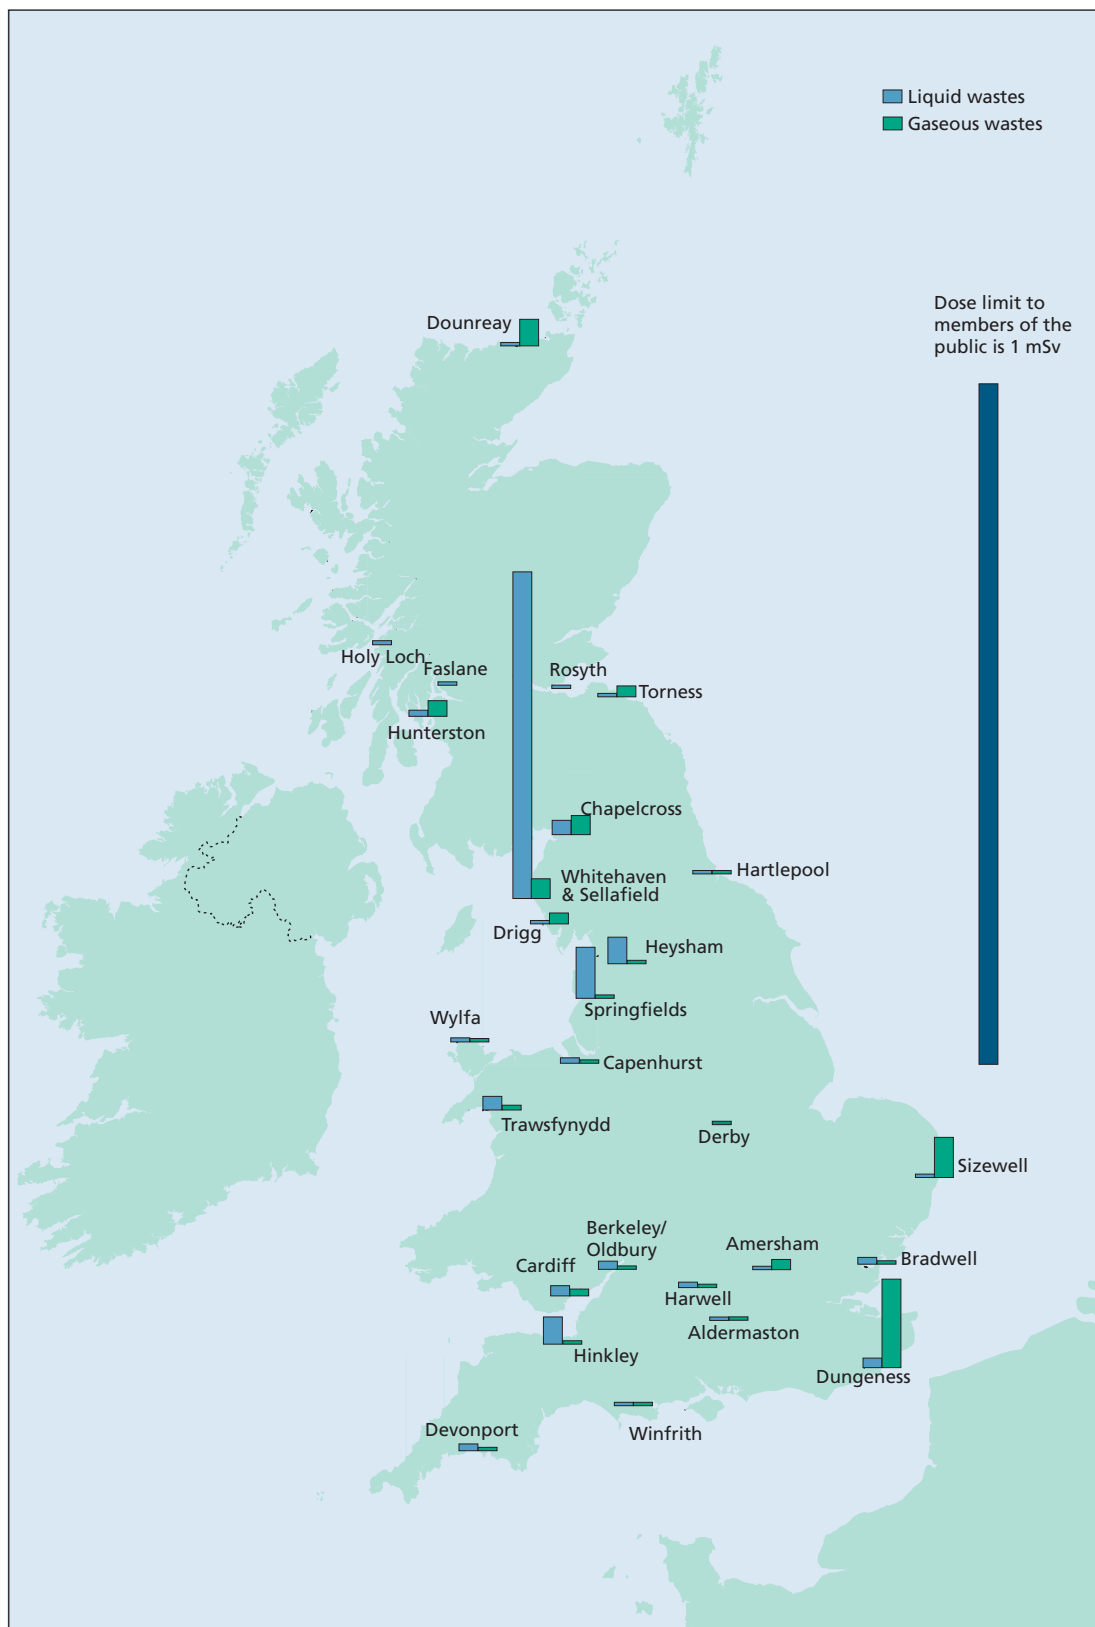 Liquid wastes
Gaseous wastes
Dose limit to
members of the
public is 1 mSv
Dounreay
Holy Loch
Faslane
Rosyth
Torness
Hunterston
Chapelcross
Hartlepool
Whitehaven
& Sellafield
Drigg
Heysham
Springfields
Wylfa
Capenhurst
Trawsfynydd
Derby
Sizewell
Berkeley/
Oldbury
Amersham
Bradwell
Cardiff
Harwell
Aldermaston
Hinkley
Dungeness
Devonport
Winfrith